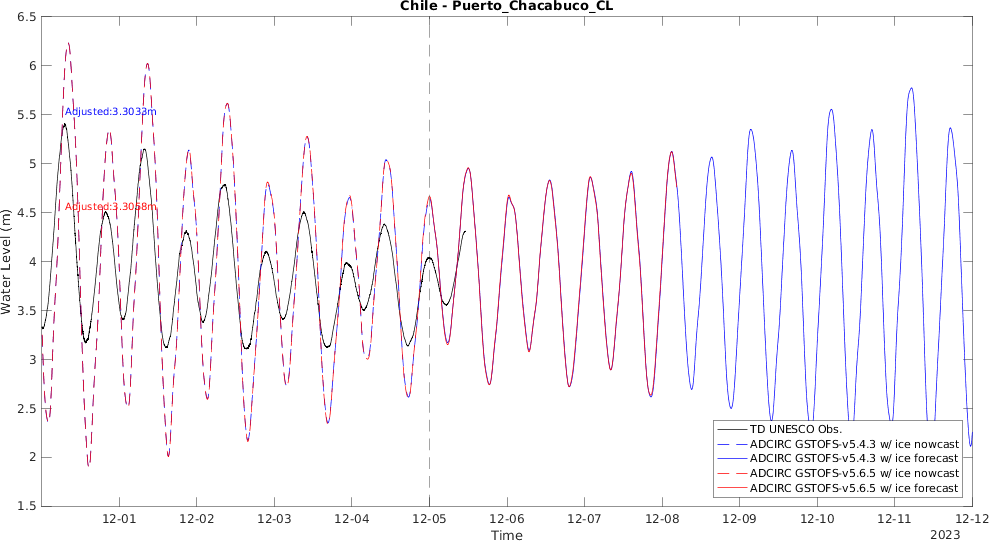 Chile - Puerto_Chacabuco_CL
6.5
6
5.5
5
4.5
4
3.5
3
2.5
2
1.5
Water Level (m)
Adjusted:3.3033m
Adjusted:3.3058m
TD UNESCO Obs.
ADCIRC GSTOFS-v5.4.3 w/ ice nowcast
ADCIRC GSTOFS-v5.4.3 w/ ice forecast
ADCIRC GSTOFS-v5.6.5 w/ ice nowcast
ADCIRC GSTOFS-v5.6.5 w/ ice forecast
12-01 12-02 12-03 12-04 12-05 12-06 12-07 12-08 12-09 12-10 12-11 12-12
Time
2023